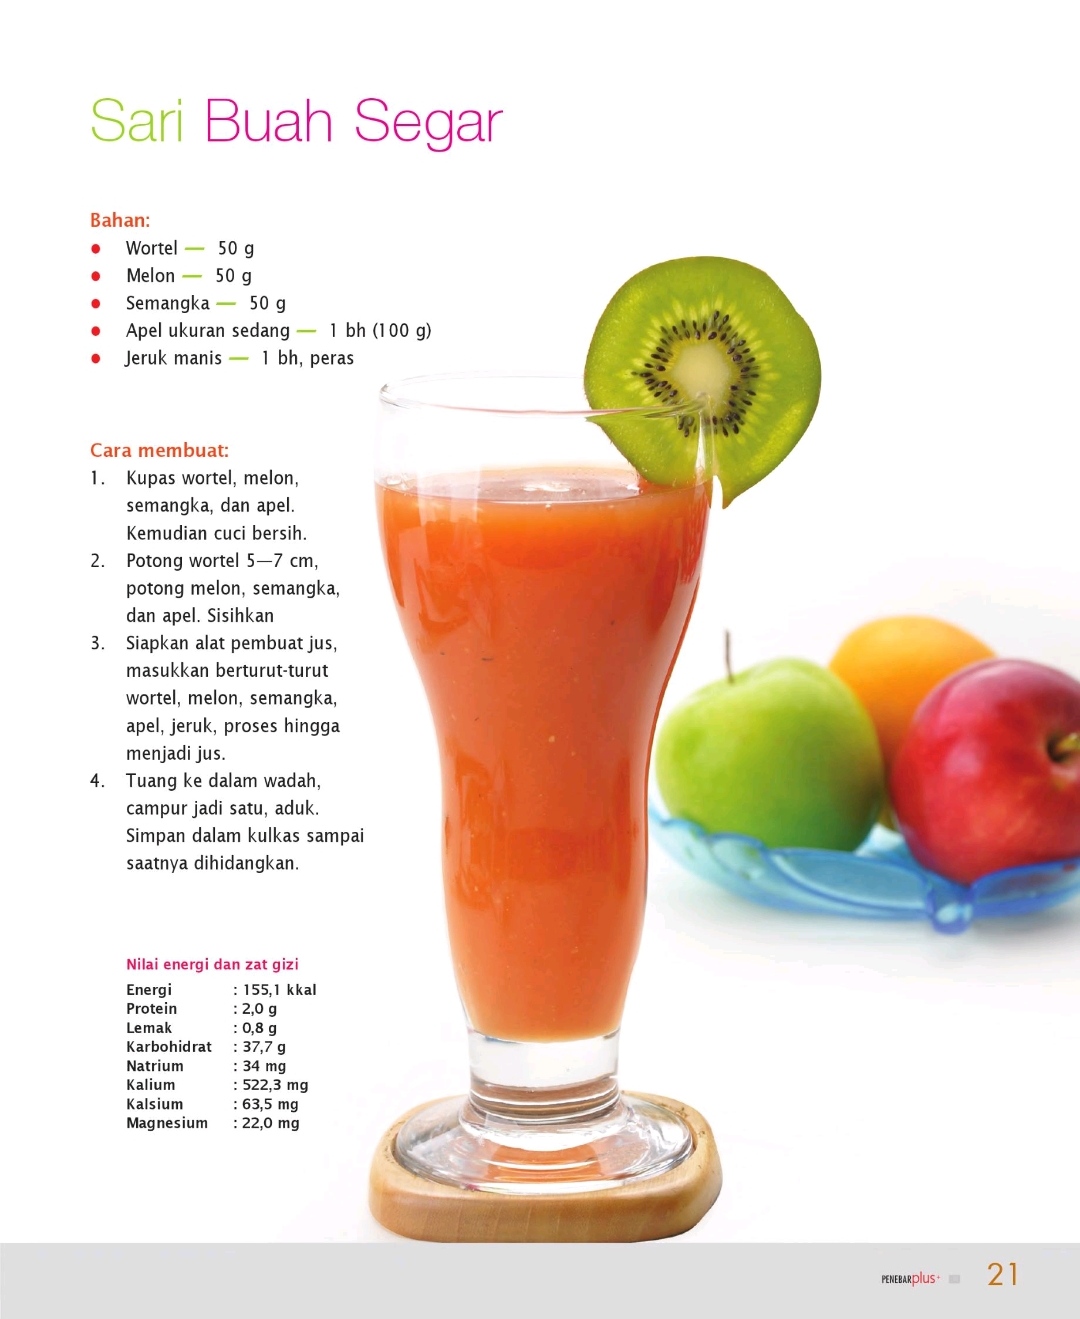 Sari Buah Segar
Bahan:
● Wortel — 50 g
● Melon — 50 g
● Semangka — 50 g
● Apel ukuran sedang — 1 bh (100 g)
● Jeruk manis — 1 bh, peras
Cara membuat:
1. Kupas wortel, melon,
semangka, dan apel.
Kemudian cuci bersih.
2. Potong wortel 5—7 cm,
potong melon, semangka,
dan apel. Sisihkan
3. Siapkan alat pembuat jus,
masukkan berturut-turut
wortel, melon, semangka,
apel, jeruk, proses hingga
menjadi jus.
4. Tuang ke dalam wadah,
campur jadi satu, aduk.
Simpan dalam kulkas sampai
saatnya dihidangkan.
Nilai energi dan zat gizi
Energi : 155,1 kkal
Protein : 2,0 g
Lemak : 0,8 g
Karbohidrat : 37,7 g
Natrium : 34 mg
Kalium : 522,3 mg
Kalsium : 63,5 mg
Magnesium : 22,0 mg
PENEBAR plus+ 21